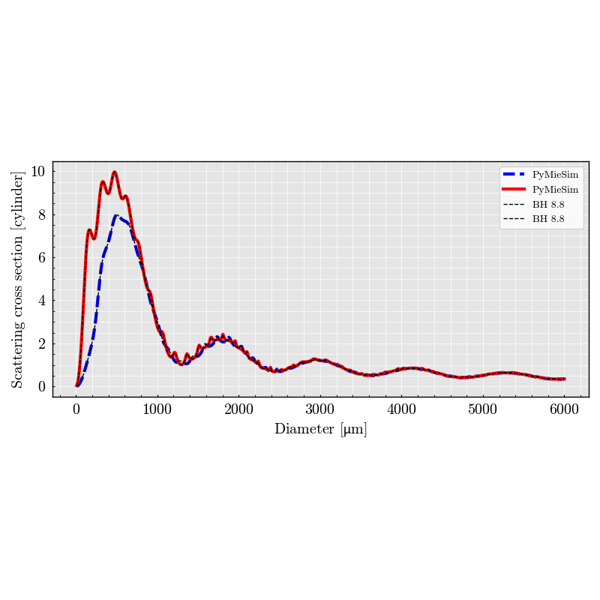 PyMieSim
PyMieSim
BH 8.8
BH 8.8
Scattering cross section [cylinder]
10
8
6
4
2
0
0 1000 2000 3000 4000 5000 6000
Diameter [µm]